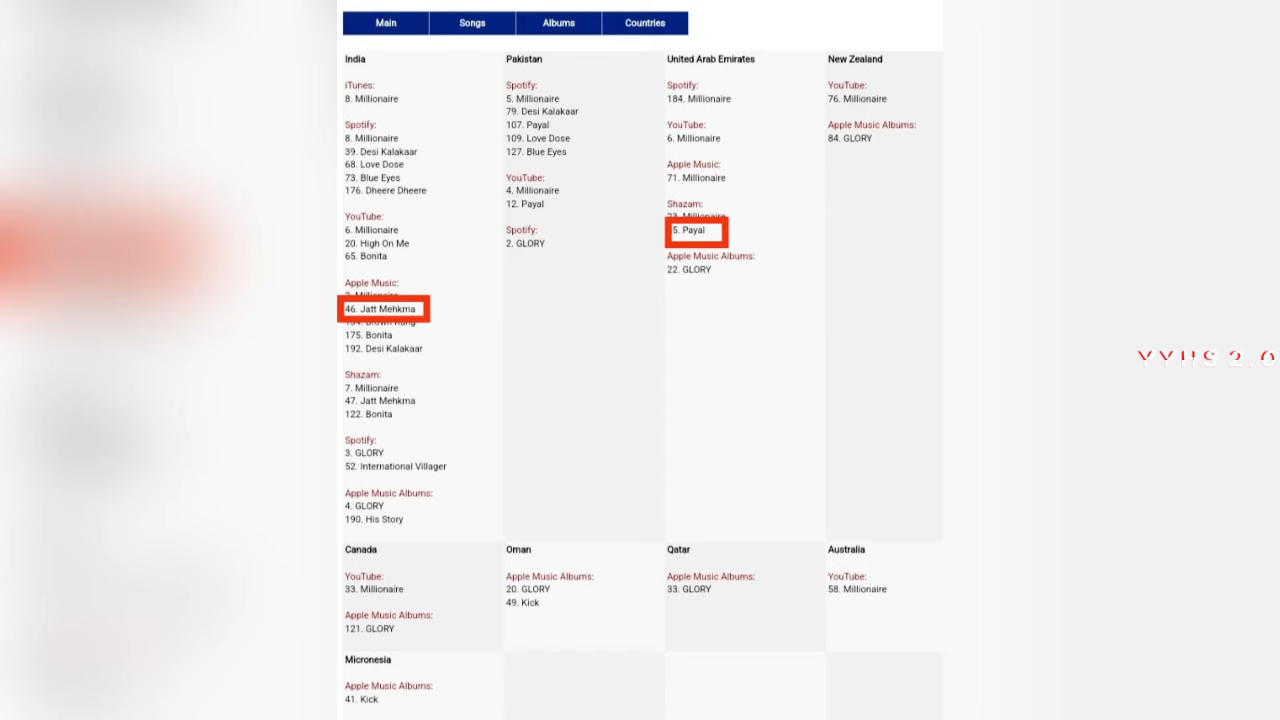 Main Songs Albums Countries
India
iTunes:
8. Millionaire
Spotify:
8. Millionaire
39. Desi Kalakaar
68. Love Dose
73. Blue Eyes
176. Dheere Dheere
YouTube:
6. Millionaire
20. High On Me
65. Bonita
Apple Music:
Millionaire
46. Jatt Mehkma
175. Bonita
192. Desi Kalakaar
Shazam:
7. Millionaire
47. Jatt Mehkma
122. Bonita
Spotify:
3. GLORY
52. International Villager
Apple Music Albums:
4. GLORY
190. His Story
Pakistan
Spotify:
5. Millionaire
79. Desi Kalakaar
107. Payal
109. Love Dose
127. Blue Eyes
YouTube:
4. Millionaire
12. Payal
Spotify:
2. GLORY
United Arab Emirates
Spotify:
184. Millionaire
YouTube:
6. Millionaire
Apple Music:
71. Millionaire
Shazam:
23. Millionaire
5. Payal
Apple Music Albums:
22. GLORY
New Zealand
YouTube:
76. Millionaire
Apple Music Albums:
84. GLORY
Canada
YouTube:
33. Millionaire
Apple Music Albums:
121. GLORY
Oman
Apple Music Albums:
20. GLORY
49. Kick
Qatar
Apple Music Albums:
33. GLORY
Australia
YouTube:
58. Millionaire
Micronesia
Apple Music Albums:
41. Kick